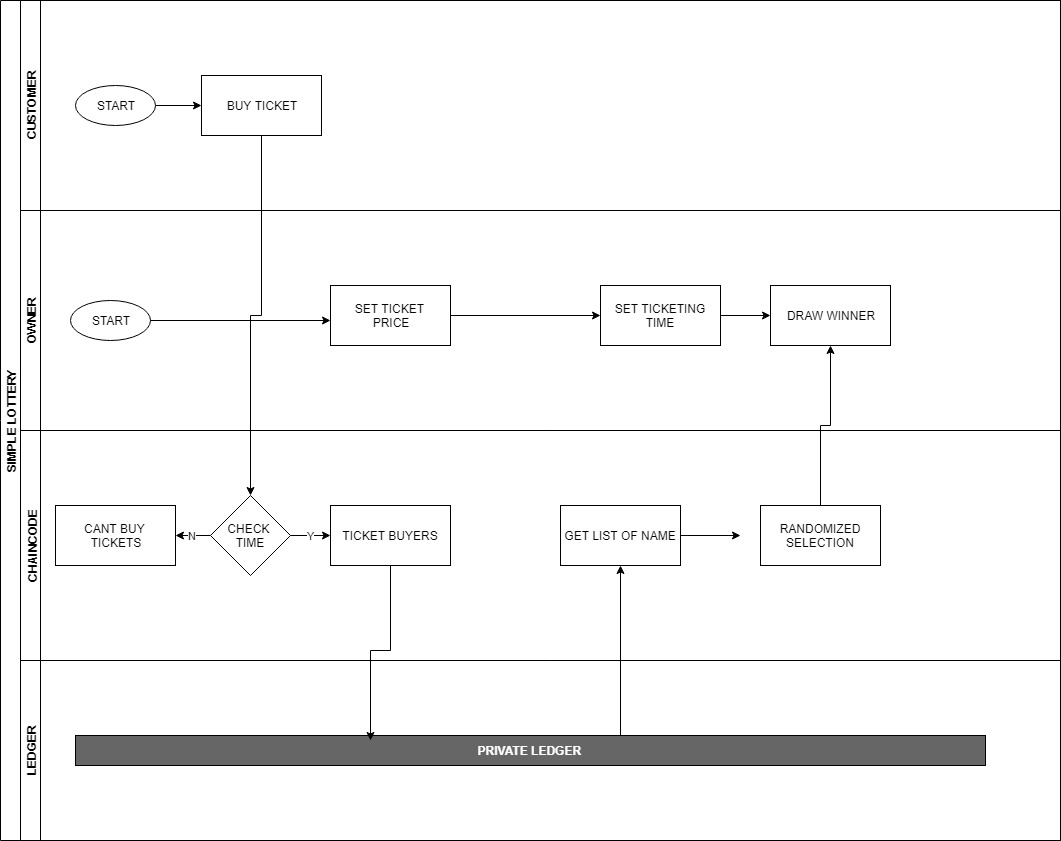 SIMPLE LOTTERY
CUSTOMER
START
BUY TICKET
OWNER
START
SET TICKET
PRICE
SET TICKETING
TIME
DRAW WINNER
CHAINCODE
CANT BUY
TICKETS
N
CHECK
TIME
Y
TICKET BUYERS
GET LIST OF NAME
RANDOMIZED
SELECTION
LEDGER
PRIVATE LEDGER